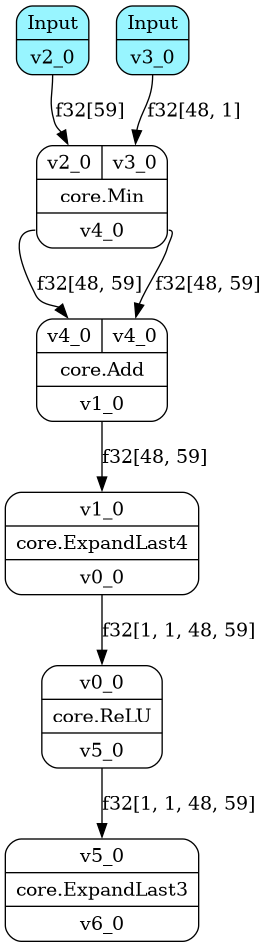 Input Input
v2_0 v3_0
f32[59] f32[48, 1]
v2_0 v3_0
core.Min
v4_0
f32[48, 59] f32[48, 59]
v4_0 v4_0
core.Add
v1_0
f32[48, 59]
v1_0
core.ExpandLast4
v0_0
f32[1, 1, 48, 59]
v0_0
core.ReLU
v5_0
f32[1, 1, 48, 59]
v5_0
core.ExpandLast3
v6_0